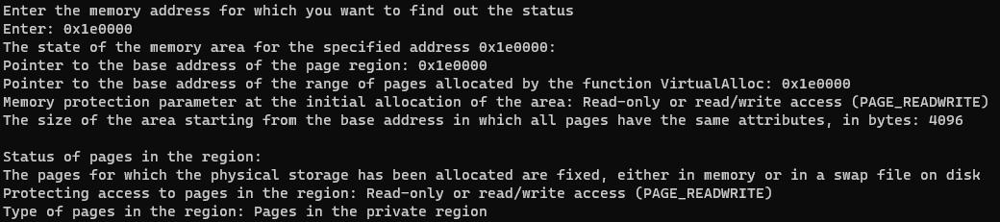 Enter the memory address for which you want to find out the status
Enter: 0x1e0000
The state of the memory area for the specified address 0x1e0000:
Pointer to the base address of the page region: 0x1e0000
Pointer to the base address of the range of pages allocated by the function VirtualAlloc: 0x1e0000
Memory protection parameter at the initial allocation of the area: Read-only or read/write access (PAGE_READWRITE)
The size of the area starting from the base address in which all pages have the same attributes, in bytes: 4096
Status of pages in the region:
The pages for which the physical storage has been allocated are fixed, either in memory or in a swap file on disk
Protecting access to pages in the region: Read-only or read/write access (PAGE_READWRITE)
Type of pages in the region: Pages in the private region